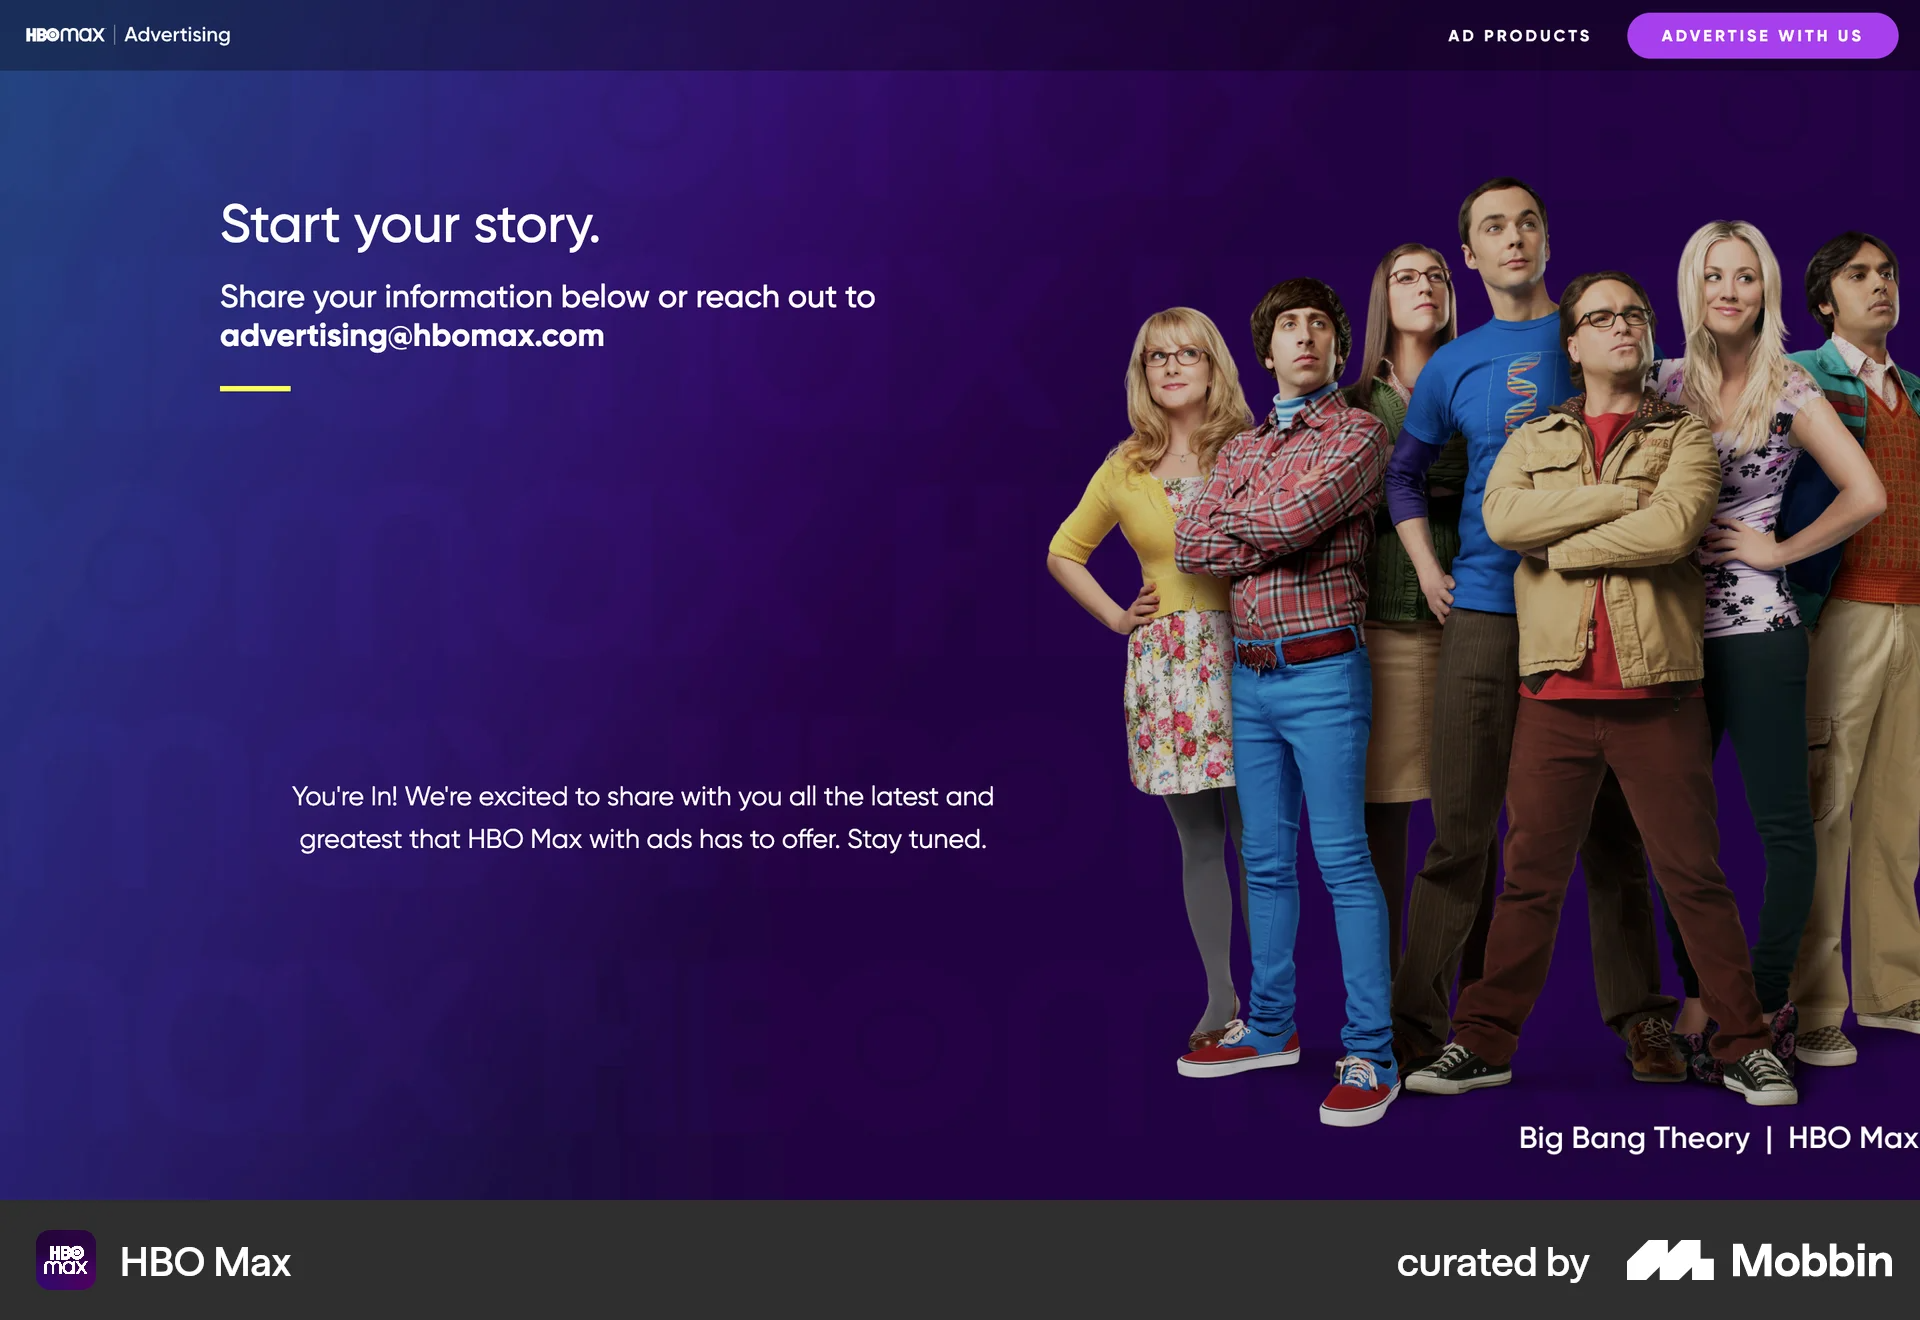 HBOmax | Advertising
AD PRODUCTS
ADVERTISE WITH US
Start your story.
Share your information below or reach out to
advertising@hbomax.com
You're In! We're excited to share with you all the latest and
greatest that HBO Max with ads has to offer. Stay tuned.
Big Bang Theory | HBO Max
HBO
max
HBO Max
curated by
Mobbin